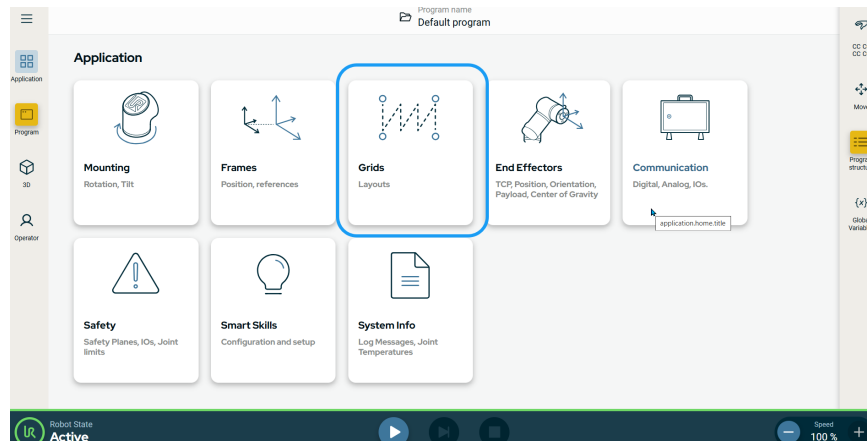 Program name
Default program
Application
Application
Program
3D
Operator
Mounting
Rotation, Tilt
Frames
Position, references
Grids
Layouts
End Effectors
TCP, Position, Orientation,
Payload, Center of Gravity
Communication
Digital, Analog, IOs.
application.home.title
Safety
Safety Planes, IOs, Joint
limits
Smart Skills
Configuration and setup
System Info
Log Messages, Joint
Temperatures
Move
{x}
Robot State
Active
Speed
100 %